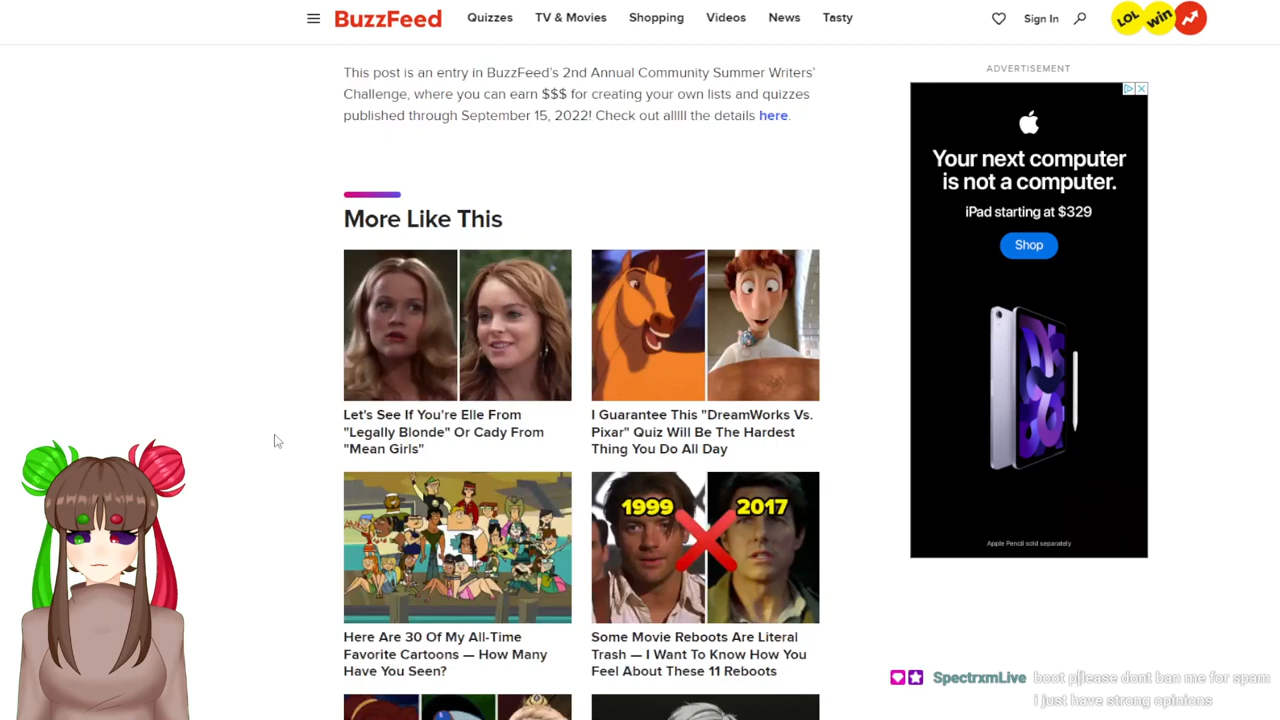 BuzzFeed
Quizzes
TV & Movies
Shopping
Videos
News
Tasty
Sign In
LOL
win
This post is an entry in BuzzFeed's 2nd Annual Community Summer Writers'
Challenge, where you can earn $$$ for creating your own lists and quizzes
published through September 15, 2022! Check out alllll the details here.
More Like This
Let's See If You're Elle From
"Legally Blonde" Or Cady From
"Mean Girls"
I Guarantee This "DreamWorks Vs.
Pixar" Quiz Will Be The Hardest
Thing You Do All Day
1999
2017
Here Are 30 Of My All-Time
Favorite Cartoons — How Many
Have You Seen?
Some Movie Reboots Are Literal
Trash — I Want To Know How You
Feel About These 11 Reboots
ADVERTISEMENT
Your next computer
is not a computer.
iPad starting at $329
Shop
Apple Pencil sold separately
SpectrxmLive boot p[lease dont ban me for spam
i just have strong opinions